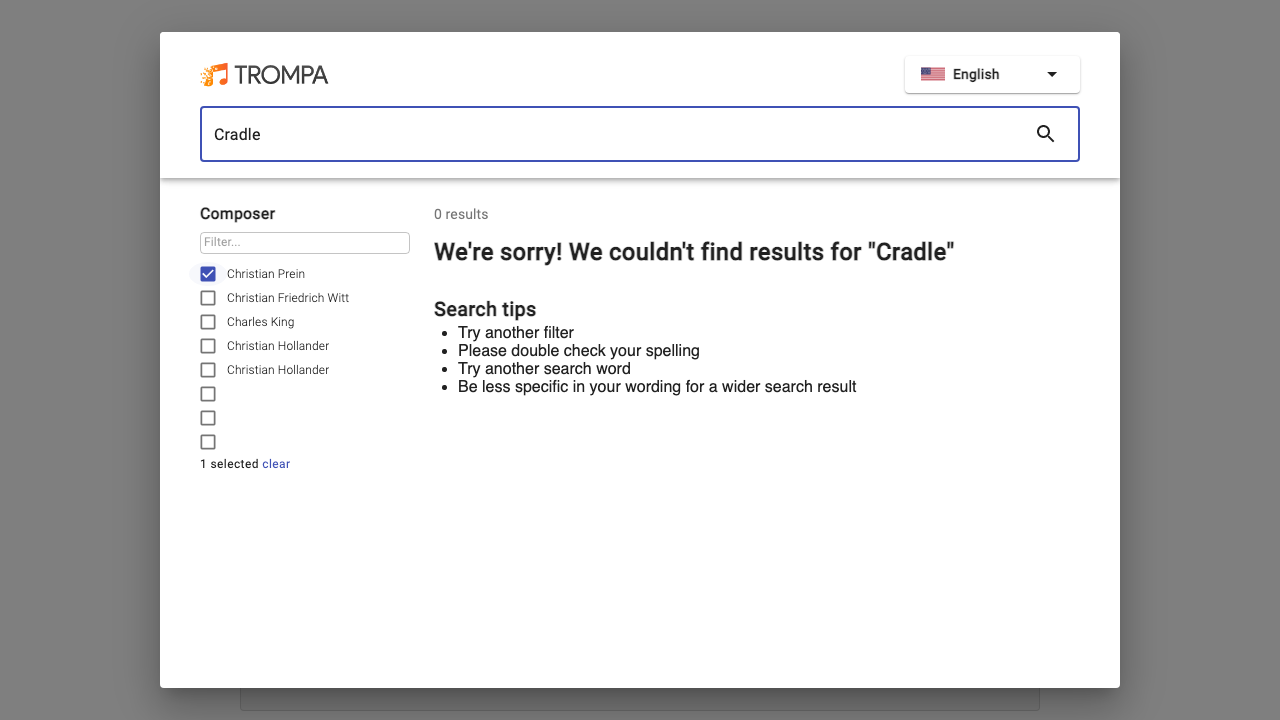 TROMPA
English
Cradle
Composer
Filter...
Christian Prein
Christian Friedrich Witt
Charles King
Christian Hollander
Christian Hollander
1 selected clear
0 results
We're sorry! We couldn't find results for "Cradle"
Search tips
Try another filter
Please double check your spelling
Try another search word
Be less specific in your wording for a wider search result